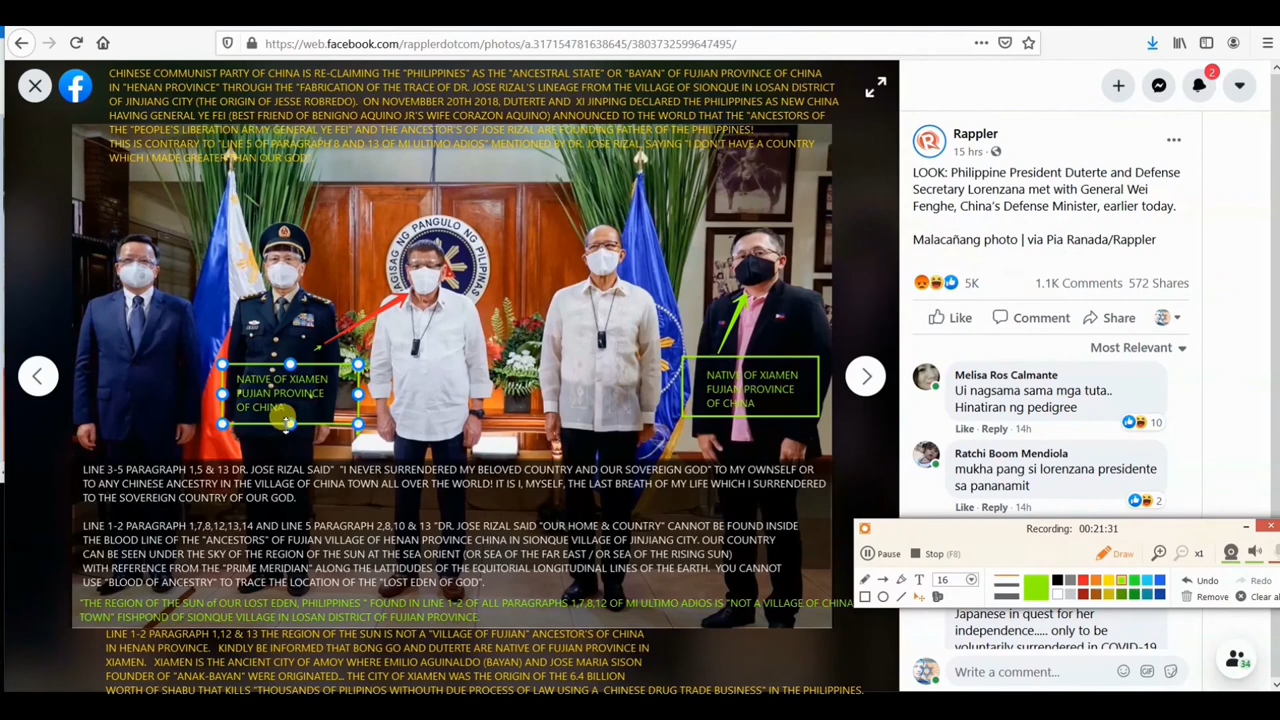 https://web.facebook.com/rapplerdotcom/photos/a.317154781638645/3803732599647495/
CHINESE COMMUNIST PARTY OF CHINA IS RE-CLAIMING THE "PHILIPPINES" AS THE "ANCESTRAL STATE" OR "BAYAN" OF FUJIAN PROVINCE OF CHINA
IN "HENAN PROVINCE" THROUGH THE "FABRICATION OF THE TRACE OF DR. JOSE RIZAL'S LINEAGE FROM THE VILLAGE OF SIONQUE IN LOSAN DISTRICT
OF JINJIANG CITY (THE ORIGIN OF JESSE ROBREDO). ON NOVEMBBER 20TH 2018, DUTERTE AND XI JINPING DECLARED THE PHILIPPINES AS NEW CHINA
HAVING GENERAL YE FEI (BEST FRIEND OF BENIGNO AQUINO JR'S WIFE CORAZON AQUINO) ANNOUNCED TO THE WORLD THAT THE "ANCESTORS OF
THE "PEOPLE'S LIBERATION ARMY GENERAL YE FEI" AND THE ANCESTOR'S OF JOSE RIZAL ARE FOUNDING FATHER OF THE PHILIPPINES!
THIS IS CONTRARY TO "LINE 5 OF PARAGRAPH 8 AND 13 OF MI ULTIMO ADIOS" MENTIONED BY DR. JOSE RIZAL, SAYING "I DON'T HAVE A COUNTRY
WHICH I MADE GREATER THAN OUR GOD"
SAGISAG NG PANGULO NG PILIPINAS
NATIVE OF XIAMEN
FUJIAN PROVINCE
OF CHINA
NATIVE OF XIAMEN
FUJIAN PROVINCE
OF CHINA
LINE 3-5 PARAGRAPH 1,5 & 13 DR. JOSE RIZAL SAID" "I NEVER SURRENDERED MY BELOVED COUNTRY AND OUR SOVEREIGN GOD" TO MY OWNSELF OR
TO ANY CHINESE ANCESTRY IN THE VILLAGE OF CHINA TOWN ALL OVER THE WORLD! IT IS I, MYSELF, THE LAST BREATH OF MY LIFE WHICH I SURRENDERED
TO THE SOVEREIGN COUNTRY OF OUR GOD.
LINE 1-2 PARAGRAPH 1,7,8,12,13,14 AND LINE 5 PARAGRAPH 2,8,10 & 13 "DR. JOSE RIZAL SAID "OUR HOME & COUNTRY" CANNOT BE FOUND INSIDE
THE BLOOD LINE OF THE "ANCESTORS" OF FUJIAN VILLAGE OF HENAN PROVINCE CHINA IN SIONQUE VILLAGE OF JINJIANG CITY. OUR COUNTRY
CAN BE SEEN UNDER THE SKY OF THE REGION OF THE SUN AT THE SEA ORIENT (OR SEA OF THE FAR EAST / OR SEA OF THE RISING SUN)
WITH REFERENCE FROM THE "PRIME MERIDIAN" ALONG THE LATTIDUDES OF THE EQUITORIAL LONGITUDINAL LINES OF THE EARTH. YOU CANNOT
USE "BLOOD OF ANCESTRY" TO TRACE THE LOCATION OF THE "LOST EDEN OF GOD".
"THE REGION OF THE SUN of OUR LOST EDEN, PHILIPPINES " FOUND IN LINE 1-2 OF ALL PARAGRAPHS 1,7,8,12 OF MI ULTIMO ADIOS IS "NOT A VILLAGE OF CHINA
TOWN" FISHPOND OF SIONQUE VILLAGE IN LOSAN DISTRICT OF FUJIAN PROVINCE.
LINE 1-2 PARAGRAPH 1,12 & 13 THE REGION OF THE SUN IS NOT A "VILLAGE OF FUJIAN" ANCESTOR'S OF CHINA
IN HENAN PROVINCE. KINDLY BE INFORMED THAT BONG GO AND DUTERTE ARE NATIVE OF FUJIAN PROVINCE IN
XIAMEN. XIAMEN IS THE ANCIENT CITY OF AMOY WHERE EMILIO AGUINALDO (BAYAN) AND JOSE MARIA SISON
FOUNDER OF "ANAK-BAYAN" WERE ORIGINATED... THE CITY OF XIAMEN WAS THE ORIGIN OF THE 6.4 BILLION
WORTH OF SHABU THAT KILLS "THOUSANDS OF PILIPINOS WITHOUTH DUE PROCESS OF LAW USING A CHINESE DRUG TRADE BUSINESS" IN THE PHILIPPINES.
2
Rappler
15 hrs
LOOK: Philippine President Duterte and Defense
Secretary Lorenzana met with General Wei
Fenghe, China's Defense Minister, earlier today.
Malacañang photo | via Pia Ranada/Rappler
5K
1.1K Comments 572 Shares
Like Comment Share
Most Relevant
Melisa Ros Calmante
Ui nagsama sama mga tuta..
Hinatiran ng pedigree
10
Like · Reply · 14h
Ratchi Boom Mendiola
mukha pang si lorenzana presidente
sa pananamit
2
Like · Reply · 14h
Recording: 00:21:31
Pause Stop (F8) Draw x1
T 16 Undo Redo
Remove Clear al
Japanese in quest for her
independence..... only to be
voluntarily surrendered in COVID-19
Write a comment...
34